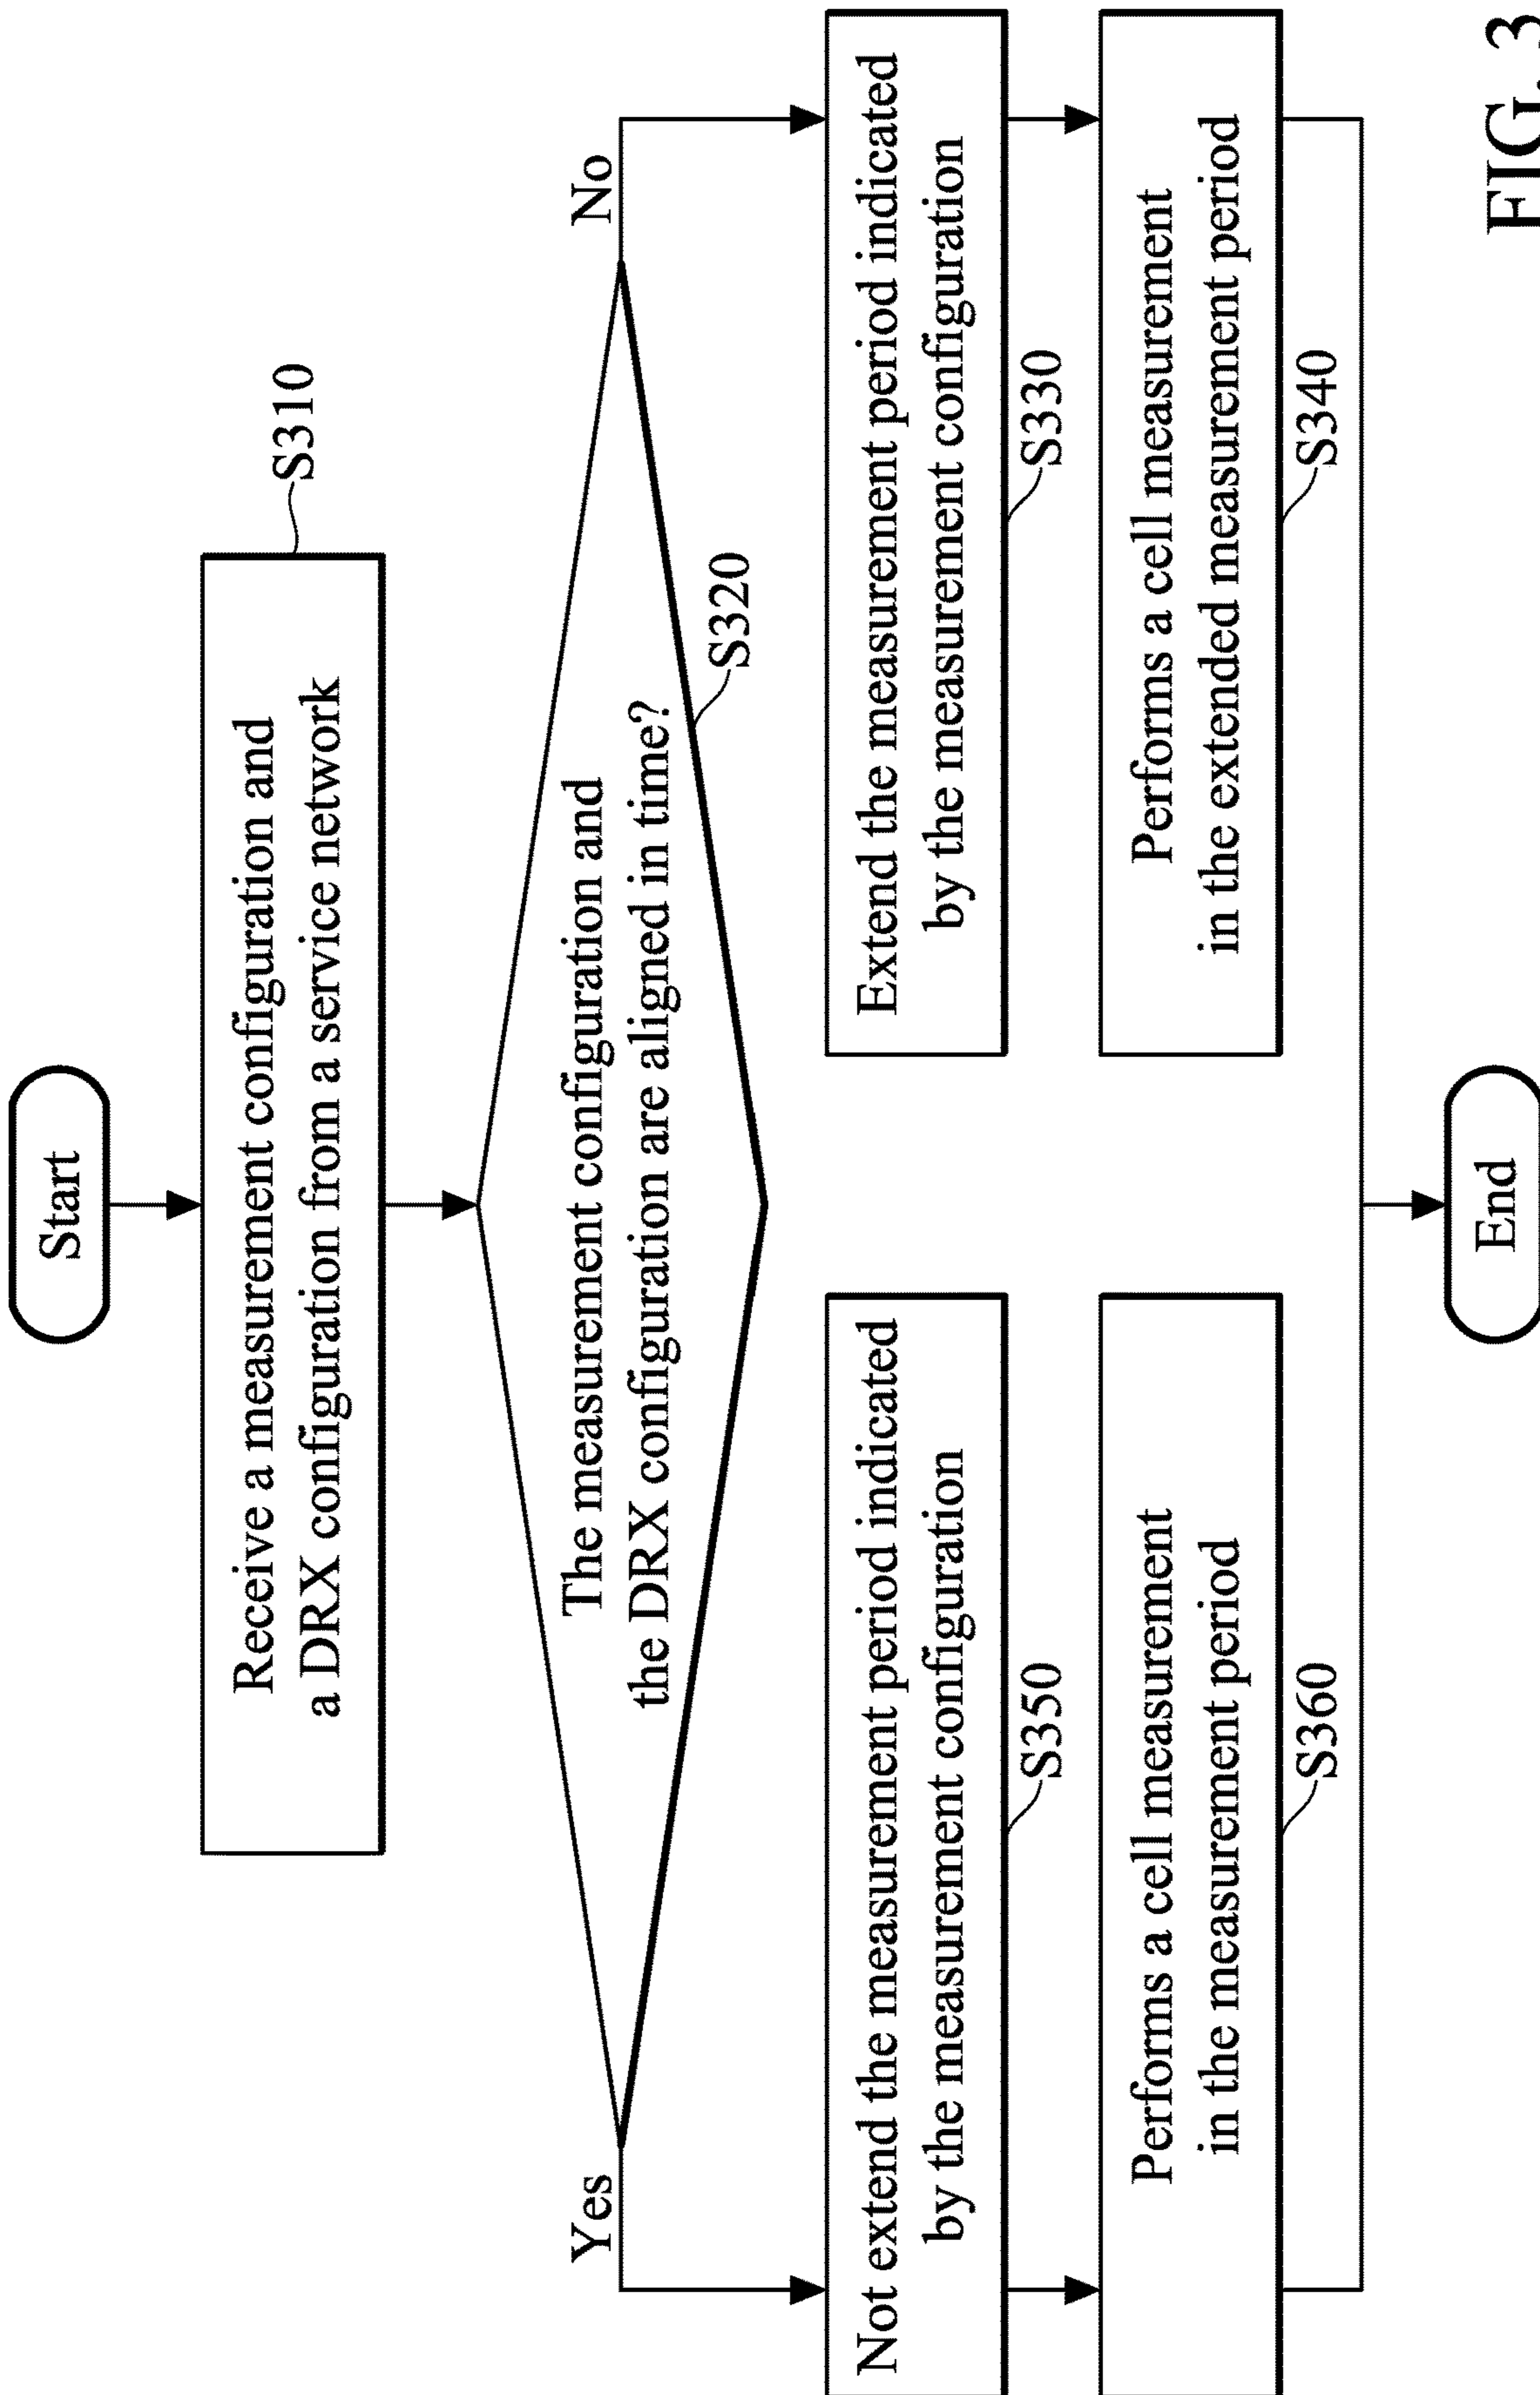 Start
Receive a measurement configuration and
a DRX configuration from a service network
S310
The measurement configuration and
the DRX configuration are aligned in time?
S320
Yes
No
Not extend the measurement period indicated
by the measurement configuration
S350
Extend the measurement period indicated
by the measurement configuration
S330
Performs a cell measurement
in the measurement period
S360
Performs a cell measurement
in the extended measurement period
S340
End
FIG. 3